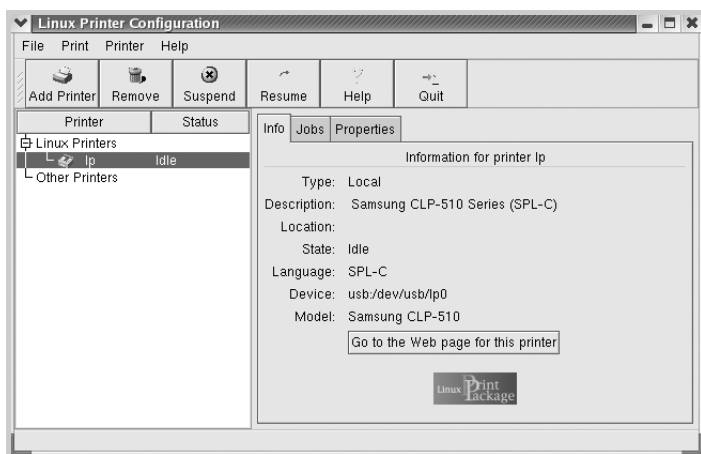 Linux Printer Configuration
File Print Printer Help
Add Printer Remove Suspend Resume Help Quit
Printer Status
Info Jobs Properties
Linux Printers
lp Idle
Other Printers
Information for printer lp
Type: Local
Description: Samsung CLP-510 Series (SPL-C)
Location:
State: Idle
Language: SPL-C
Device: usb:/dev/usb/lp0
Model: Samsung CLP-510
Go to the Web page for this printer
Linux Print Package